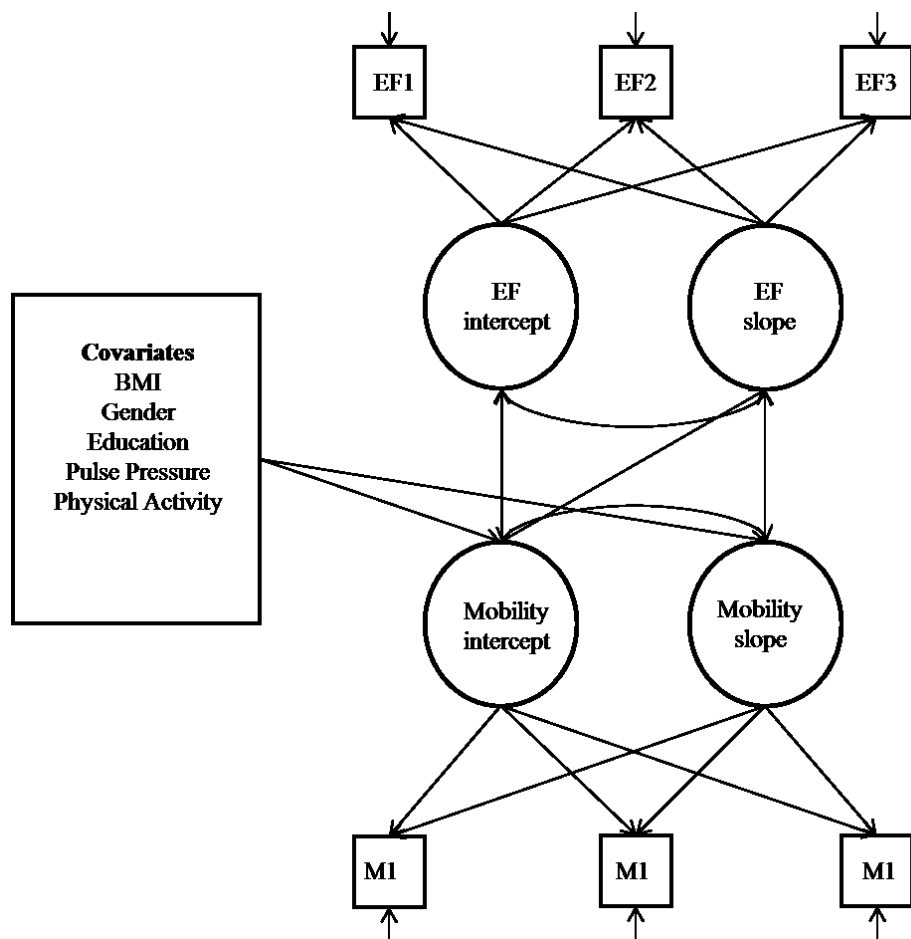 EF1
EF2
EF3
EF
intercept
EF
slope
Covariates
BMI
Gender
Education
Pulse Pressure
Physical Activity
Mobility
intercept
Mobility
slope
M1
M1
M1